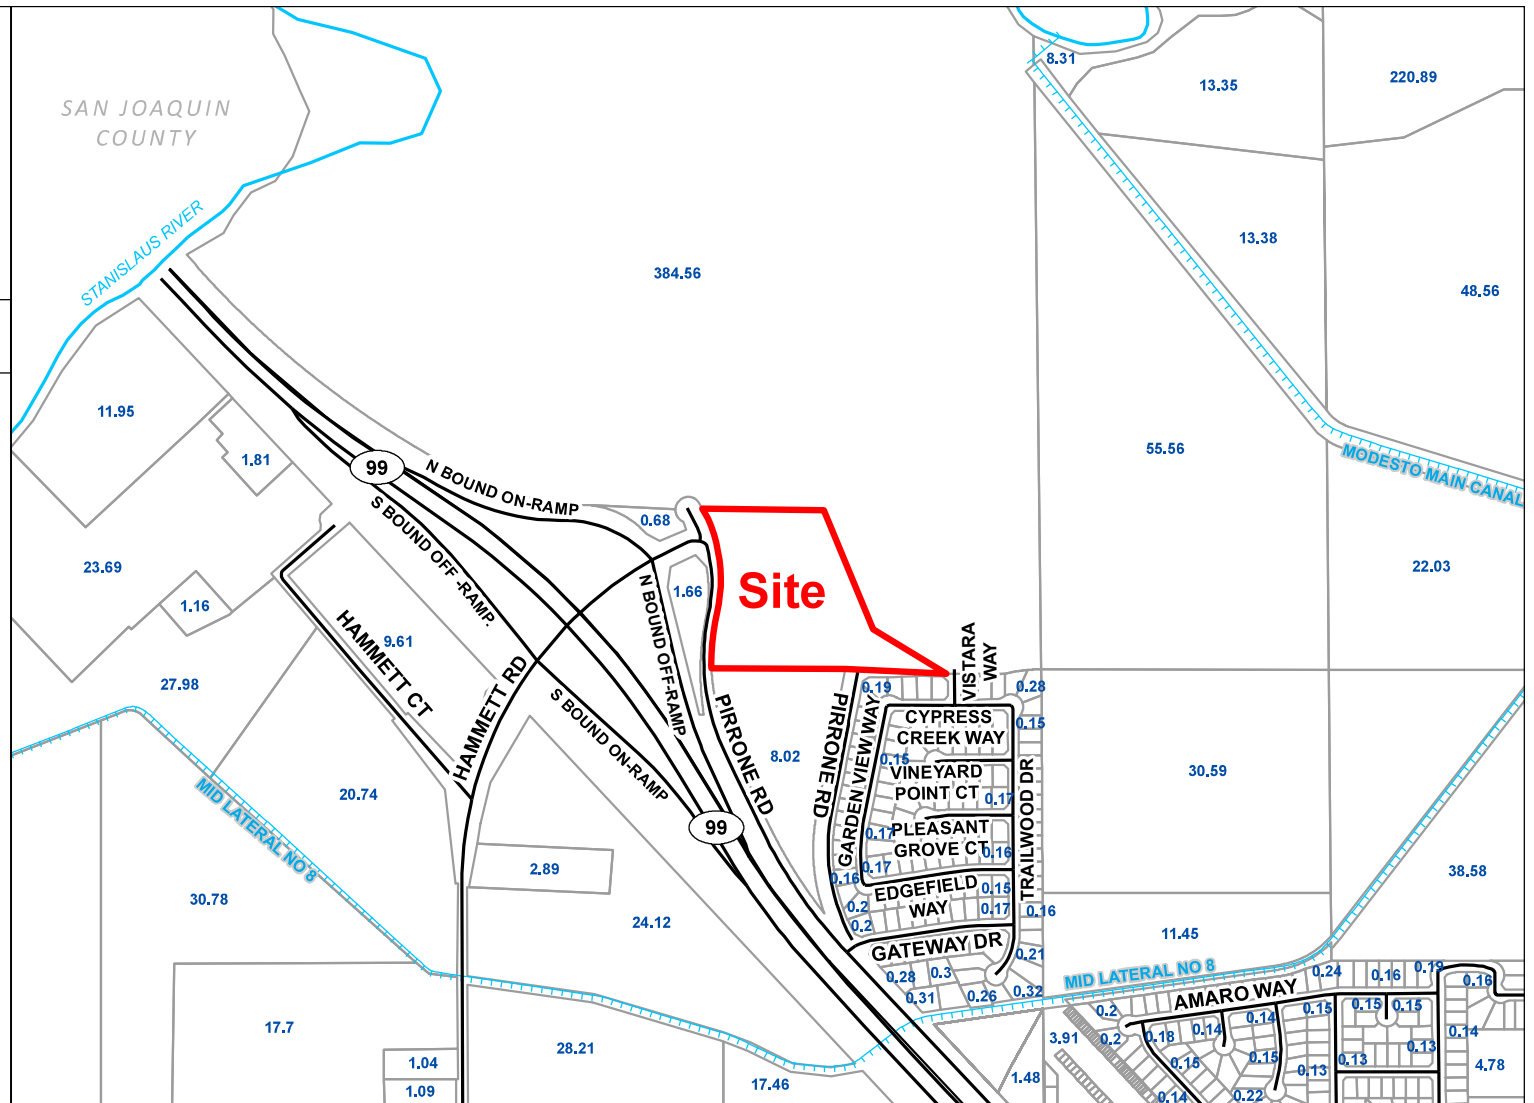 8.31
13.35
220.89
SAN JOAQUIN
COUNTY
STANISLAUS RIVER
384.56
13.38
48.56
11.95
1.81
99
N BOUND ON-RAMP
S BOUND OFF -RAMP.
0.68
55.56
MODESTO MAIN CANAL
23.69
1.16
9.61
HAMMETT CT
HAMMETT RD
1.66
N BOUND OFF-RAMP
Site
22.03
27.98
S BOUND ON-RAMP
PIRRONE RD
PIRRONE RD
VISTARA
WAY
0.19
0.28
0.15
CYPRESS
CREEK WAY
GARDEN VIEW WAY
0.15
VINEYARD
POINT CT
0.17
TRAILWOOD DR
8.02
30.59
20.74
MID LATERAL NO 8
99
0.17
PLEASANT
GROVE CT
0.16
0.17
0.16
EDGEFIELD
WAY
0.15
0.17
0.16
0.2
0.2
2.89
38.58
30.78
24.12
11.45
GATEWAY DR
0.21
0.28
0.3
0.31
0.26
0.32
MID LATERAL NO 8
0.24
0.16
0.19
0.16
AMARO WAY
0.2
0.2
0.18
0.14
0.14
0.15
0.15
0.15
0.14
17.7
28.21
17.46
1.04
1.09
1.48
3.91
0.15
0.15
0.13
0.13
0.13
0.14
0.22
4.78